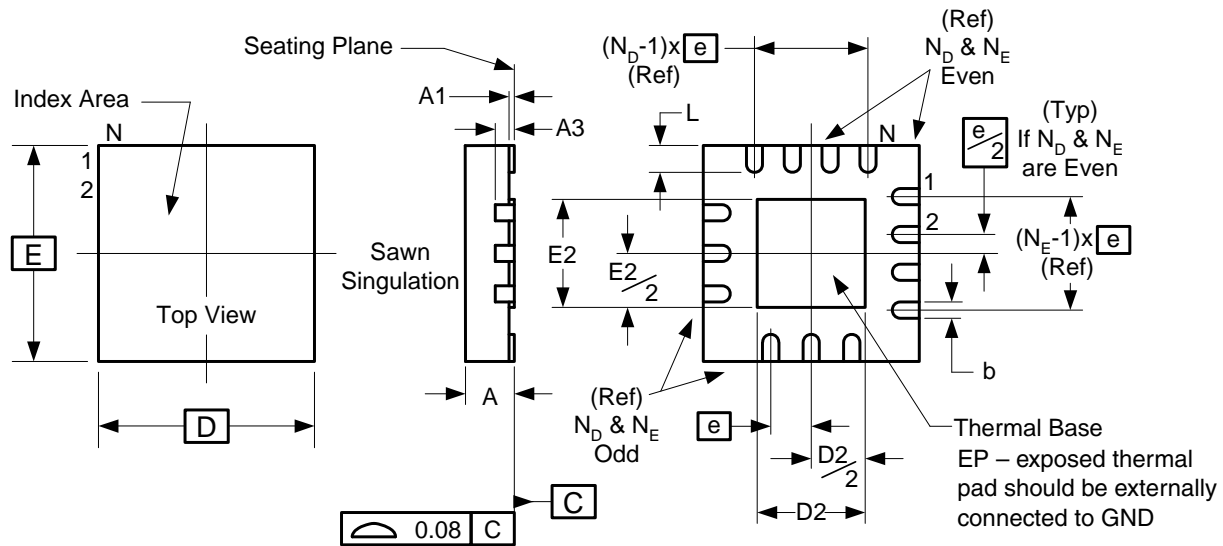 Seating Plane
Index Area
N
1
2
E
Top View
D
A1
A3
Sawn
Singulation
A
0.08 C
C
(N_D-1)x e
(Ref)
(Ref)
N_D & N_E
Even
L
N
e/2
(Typ)
If N_D & N_E
are Even
1
2
(N_E-1)x e
(Ref)
E2
E2/2
b
(Ref)
N_D & N_E
Odd
e
D2/2
D2
Thermal Base
EP – exposed thermal
pad should be externally
connected to GND